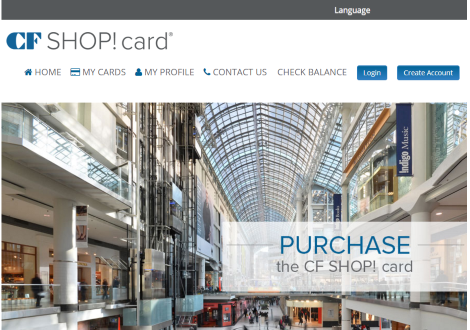 Language
CF SHOP! card®
HOME MY CARDS MY PROFILE CONTACT US CHECK BALANCE Login Create Account
Indigo Music
PURCHASE
the CF SHOP! card